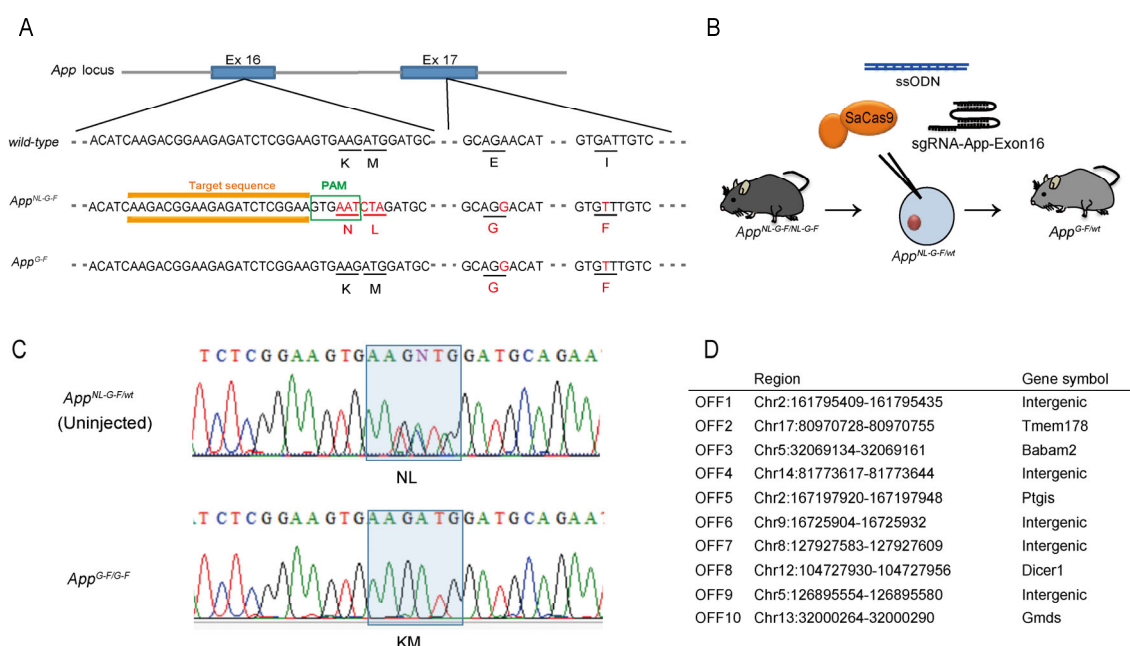 A
App locus
Ex 16
Ex 17
wild-type
ACATCAAGACGGAAGAGATCTCGGAAGTGAAGATGGATGC
GCAGAACAT
GTGATTGTC
K M
E
I
Target sequence
PAM
App^NL-G-F
ACATCAAGACGGAAGAGATCTCGGAAGTGAATCTAGATGC
GCAGGACAT
GTGTTTGTC
N L
G
F
App^G-F
ACATCAAGACGGAAGAGATCTCGGAAGTGAAGATGGATGC
GCAGGACAT
GTGTTTGTC
K M
G
F
B
ssODN
SaCas9
sgRNA-App-Exon16
App^NL-G-F/NL-G-F
App^NL-G-F/wt
App^G-F/wt
C
App^NL-G-F/wt
(Uninjected)
TCTCGGAAGTGAAGNTGGATGCAGAA
NL
App^G-F/G-F
TCTCGGAAGTGAAGATGGATGCAGAA
KM
D
Region Gene symbol
OFF1 Chr2:161795409-161795435 Intergenic
OFF2 Chr17:80970728-80970755 Tmem178
OFF3 Chr5:32069134-32069161 Babam2
OFF4 Chr14:81773617-81773644 Intergenic
OFF5 Chr2:167197920-167197948 Ptgis
OFF6 Chr9:16725904-16725932 Intergenic
OFF7 Chr8:127927583-127927609 Intergenic
OFF8 Chr12:104727930-104727956 Dicer1
OFF9 Chr5:126895554-126895580 Intergenic
OFF10 Chr13:32000264-32000290 Gmds